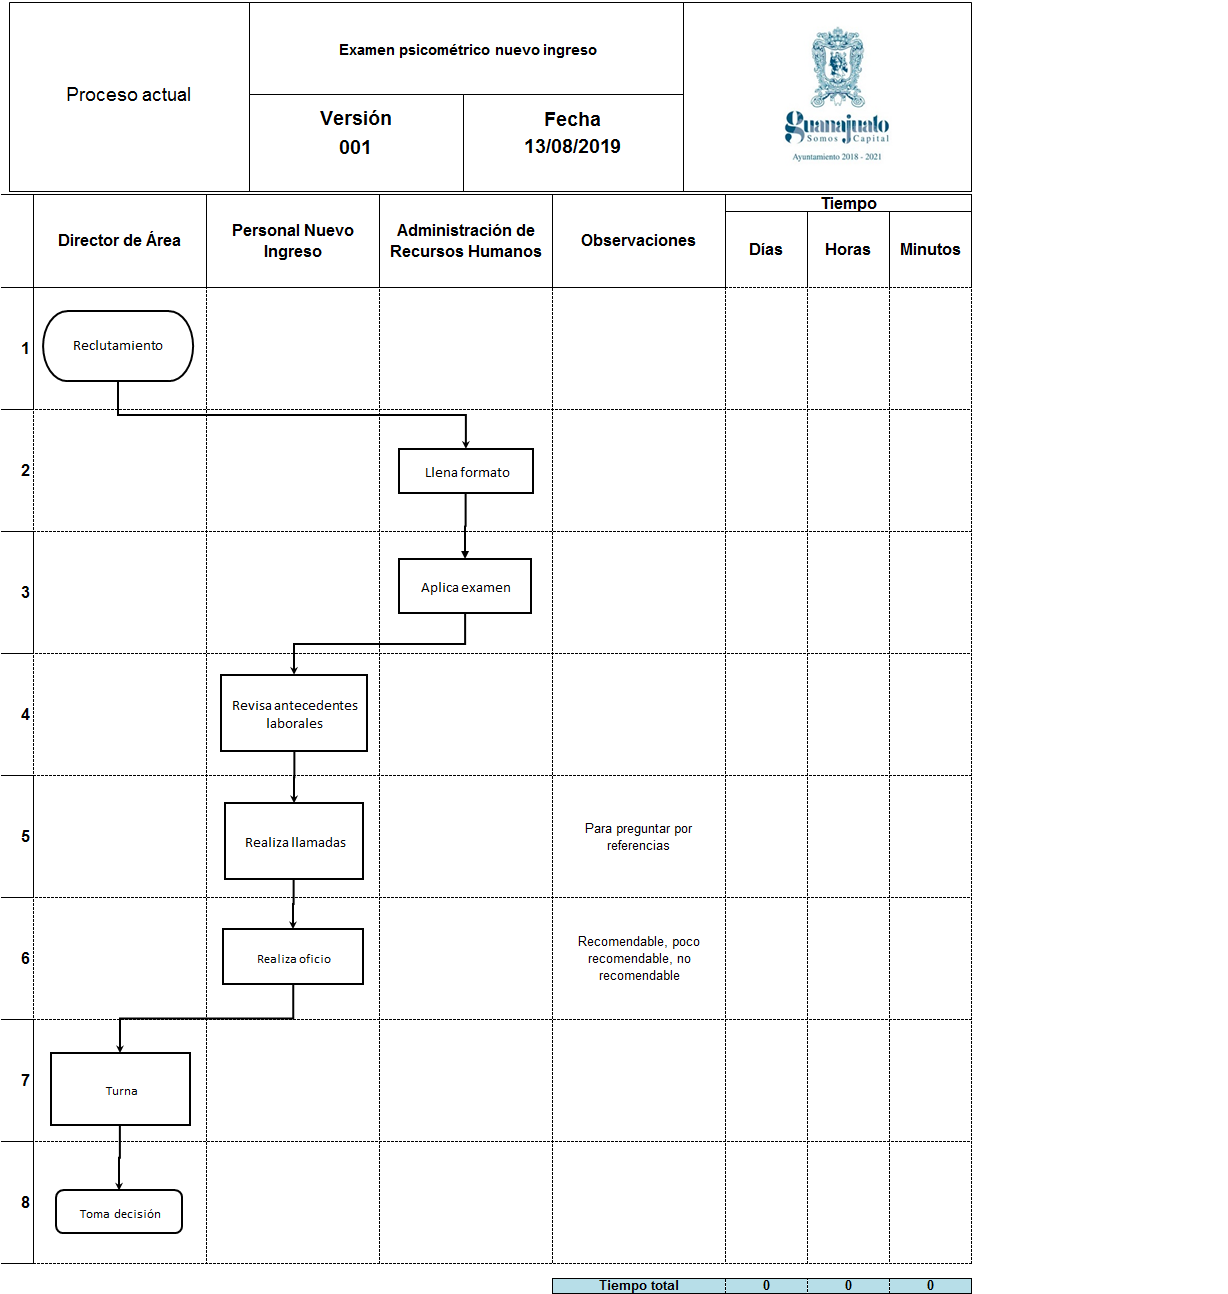 Proceso actual
Examen psicométrico nuevo ingreso
Versión
001
Fecha
13/08/2019
guanajuato
Somos Capital
Ayuntamiento 2018 - 2021
Director de Área
Personal Nuevo
Ingreso
Administración de
Recursos Humanos
Observaciones
Tiempo
Días
Horas
Minutos
1
Reclutamiento
2
Llena formato
3
Aplica examen
4
Revisa antecedentes
laborales
5
Realiza llamadas
Para preguntar por
referencias
6
Realiza oficio
Recomendable, poco
recomendable, no
recomendable
7
Turna
8
Toma decisión
Tiempo total
0
0
0